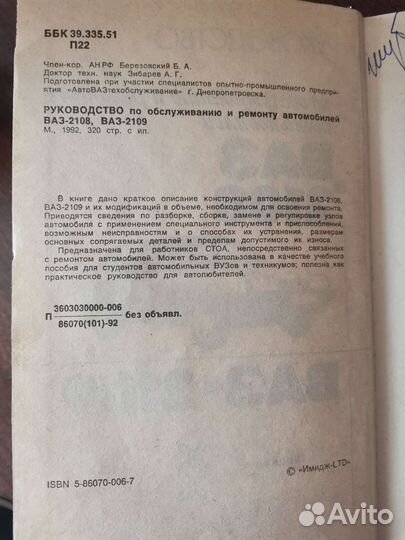 ББК 39.335.51
П22
Член-кор. АН РФ Березовский Б. А.
Доктор техн. наук Зибарев А. Г.
Подготовлена при участии специалистов опытно-промышленного предпри-
ятия «АвтоВАЗтехобслуживание» г. Днепропетровска.
РУКОВОДСТВО по обслуживанию и ремонту автомобилей
ВАЗ-2108, ВАЗ-2109
М., 1992, 320 стр. с ил.
В книге дано краткое описание конструкций автомобилей ВАЗ-2108,
ВАЗ-2109 и их модификаций в объеме, необходимом для освоения ремонта.
Приводятся сведения по разборке, сборке, замене и регулировке узлов
автомобиля с применением специального инструмента и приспособлений,
возможным неисправностям и о способах их устранения, размерам
основных сопрягаемых деталей и пределам допустимого их износа.
Предназначена для работников СТОА, непосредственно связанных
с ремонтом автомобилей. Может быть использована в качестве учебного
пособия для студентов автомобильных ВУЗов и техникумов; полезна как
практическое руководство для автолюбителей.
П 3603030000-006
86070(101)-92 без объявл.
© «Имидж-LTD»
ISBN 5-86070-006-7
Avito